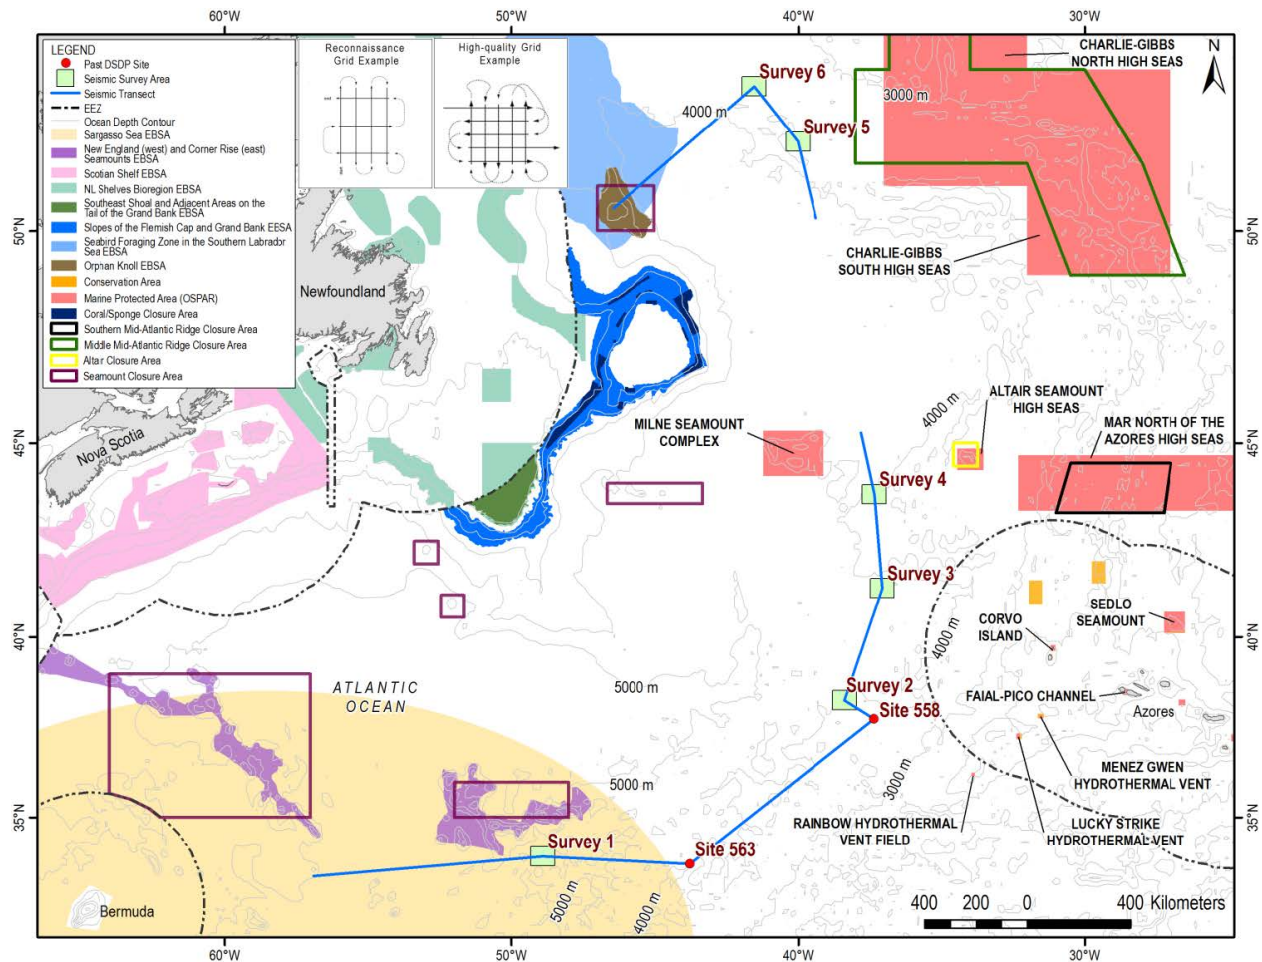 60°W
50°W
40°W
30°W
LEGEND
Past DSDP Site
Seismic Survey Area
Seismic Transect
EEZ
Ocean Depth Contour
Sargasso Sea EBSA
New England (west) and Corner Rise (east)
Seamounts EBSA
Scotian Shelf EBSA
NL Shelves Bioregion EBSA
Southeast Shoal and Adjacent Areas on the
Tail of the Grand Bank EBSA
Slopes of the Flemish Cap and Grand Bank EESA
Seabird Foraging Zone in the Southern Labrador
Sea EBSA
Orphan Knoll EBSA
Conservation Area
Marine Protected Area (OSPAR)
Coral/Sponge Closure Area
Southern Mid-Atlantic Ridge Closure Area
Middle Mid-Atlantic Ridge Closure Area
Altair Closure Area
Seamount Closure Area
Reconnaissance
Grid Example
High-quality Grid
Example
Survey 6
4000 m
Survey 5
3000 m
CHARLIE-GIBBS
NORTH HIGH SEAS
N
50°N
50°N
CHARLIE-GIBBS
SOUTH HIGH SEAS
Newfoundland
Nova Scotia
45°N
45°N
MILNE SEAMOUNT
COMPLEX
4000 m
ALTAIR SEAMOUNT
HIGH SEAS
MAR NORTH OF THE
AZORES HIGH SEAS
Survey 4
Survey 3
40°N
40°N
4000 m
CORVO
ISLAND
SEDLO
SEAMOUNT
ATLANTIC
OCEAN
5000 m
Survey 2
Site 558
FAIAL-PICO CHANNEL
Azores
3000 m
MENEZ GWEN
HYDROTHERMAL VENT
35°N
35°N
5000 m
RAINBOW HYDROTHERMAL
VENT FIELD
LUCKY STRIKE
HYDROTHERMAL VENT
Survey 1
Site 563
5000 m
4000 m
Bermuda
400 200 0 400 Kilometers
60°W
50°W
40°W
30°W